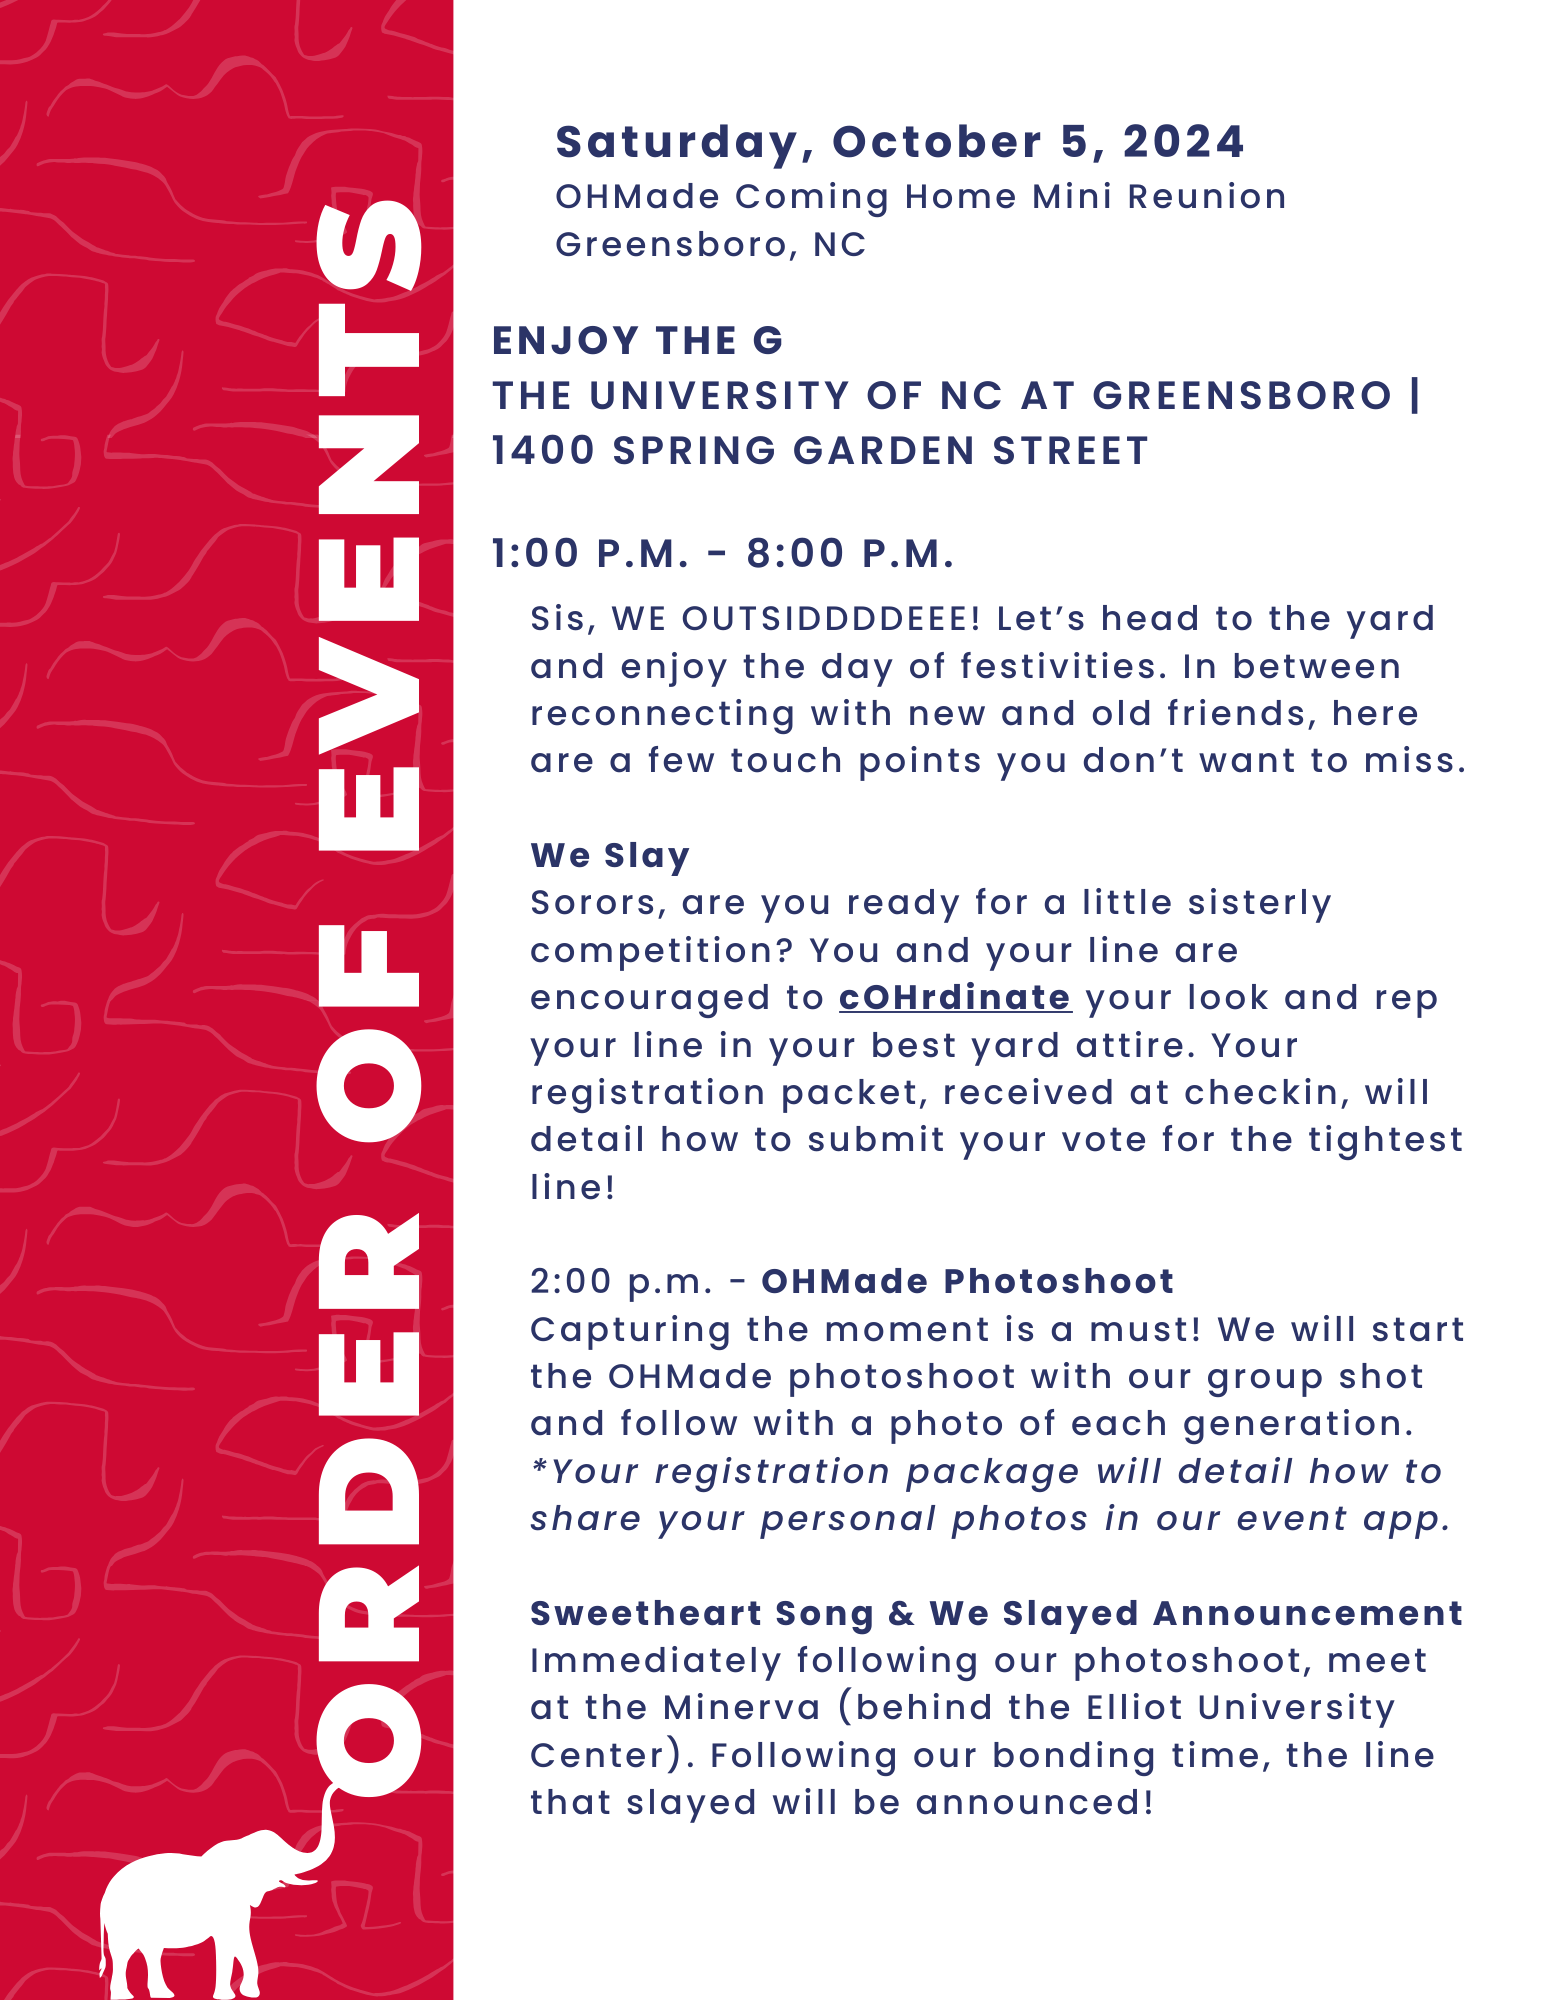 ORDER OF EVENTS
Saturday, October 5, 2024
OHMade Coming Home Mini Reunion
Greensboro, NC
ENJOY THE G
THE UNIVERSITY OF NC AT GREENSBORO |
1400 SPRING GARDEN STREET
1:00 P.M. - 8:00 P.M.
Sis, WE OUTSIDDDDEEE! Let’s head to the yard
and enjoy the day of festivities. In between
reconnecting with new and old friends, here
are a few touch points you don’t want to miss.
We Slay
Sorors, are you ready for a little sisterly
competition? You and your line are
encouraged to cOHrdinate your look and rep
your line in your best yard attire. Your
registration packet, received at checkin, will
detail how to submit your vote for the tightest
line!
2:00 p.m. - OHMade Photoshoot
Capturing the moment is a must! We will start
the OHMade photoshoot with our group shot
and follow with a photo of each generation.
*Your registration package will detail how to
share your personal photos in our event app.
Sweetheart Song & We Slayed Announcement
Immediately following our photoshoot, meet
at the Minerva (behind the Elliot University
Center). Following our bonding time, the line
that slayed will be announced!